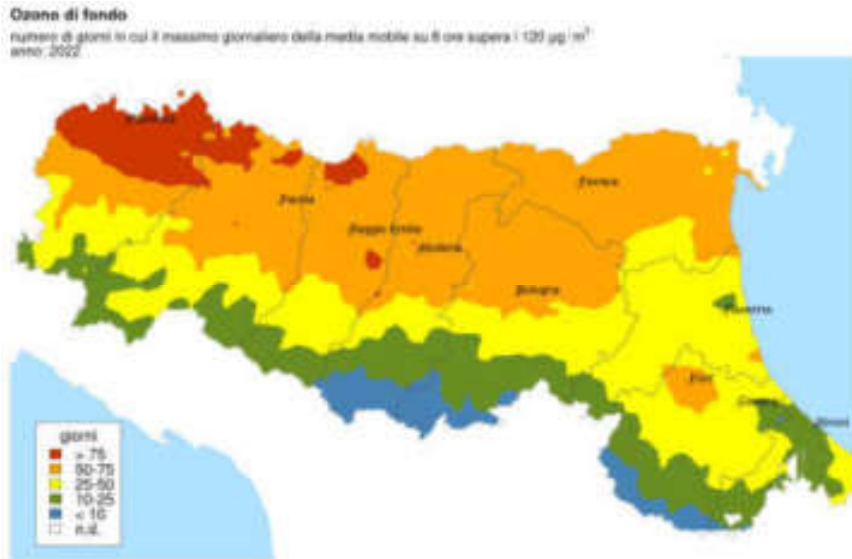 Ozono di fondo
numero di giorni in cui il massimo giornaliero della media mobile su 8 ore supera i 120 µg/m³
anno: 2022
Piacenza
Ferrara
Parma
Reggio Emilia
Modena
Bologna
Ravenna
Forlì
Cesena
Rimini
giorni
> 75
50-75
25-50
10-25
< 10
n.d.